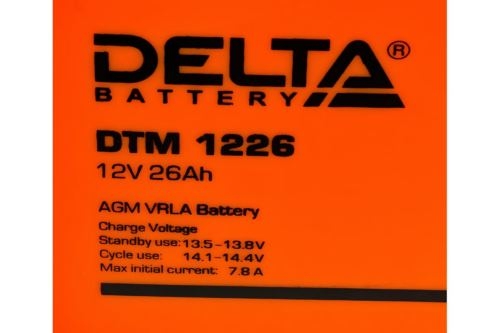 DELTA®
BATTERY
DTM 1226
12V 26Ah
AGM VRLA Battery
Charge Voltage
Standby use: 13.5-13.8V
Cycle use: 14.1-14.4V
Max initial current: 7.8 A